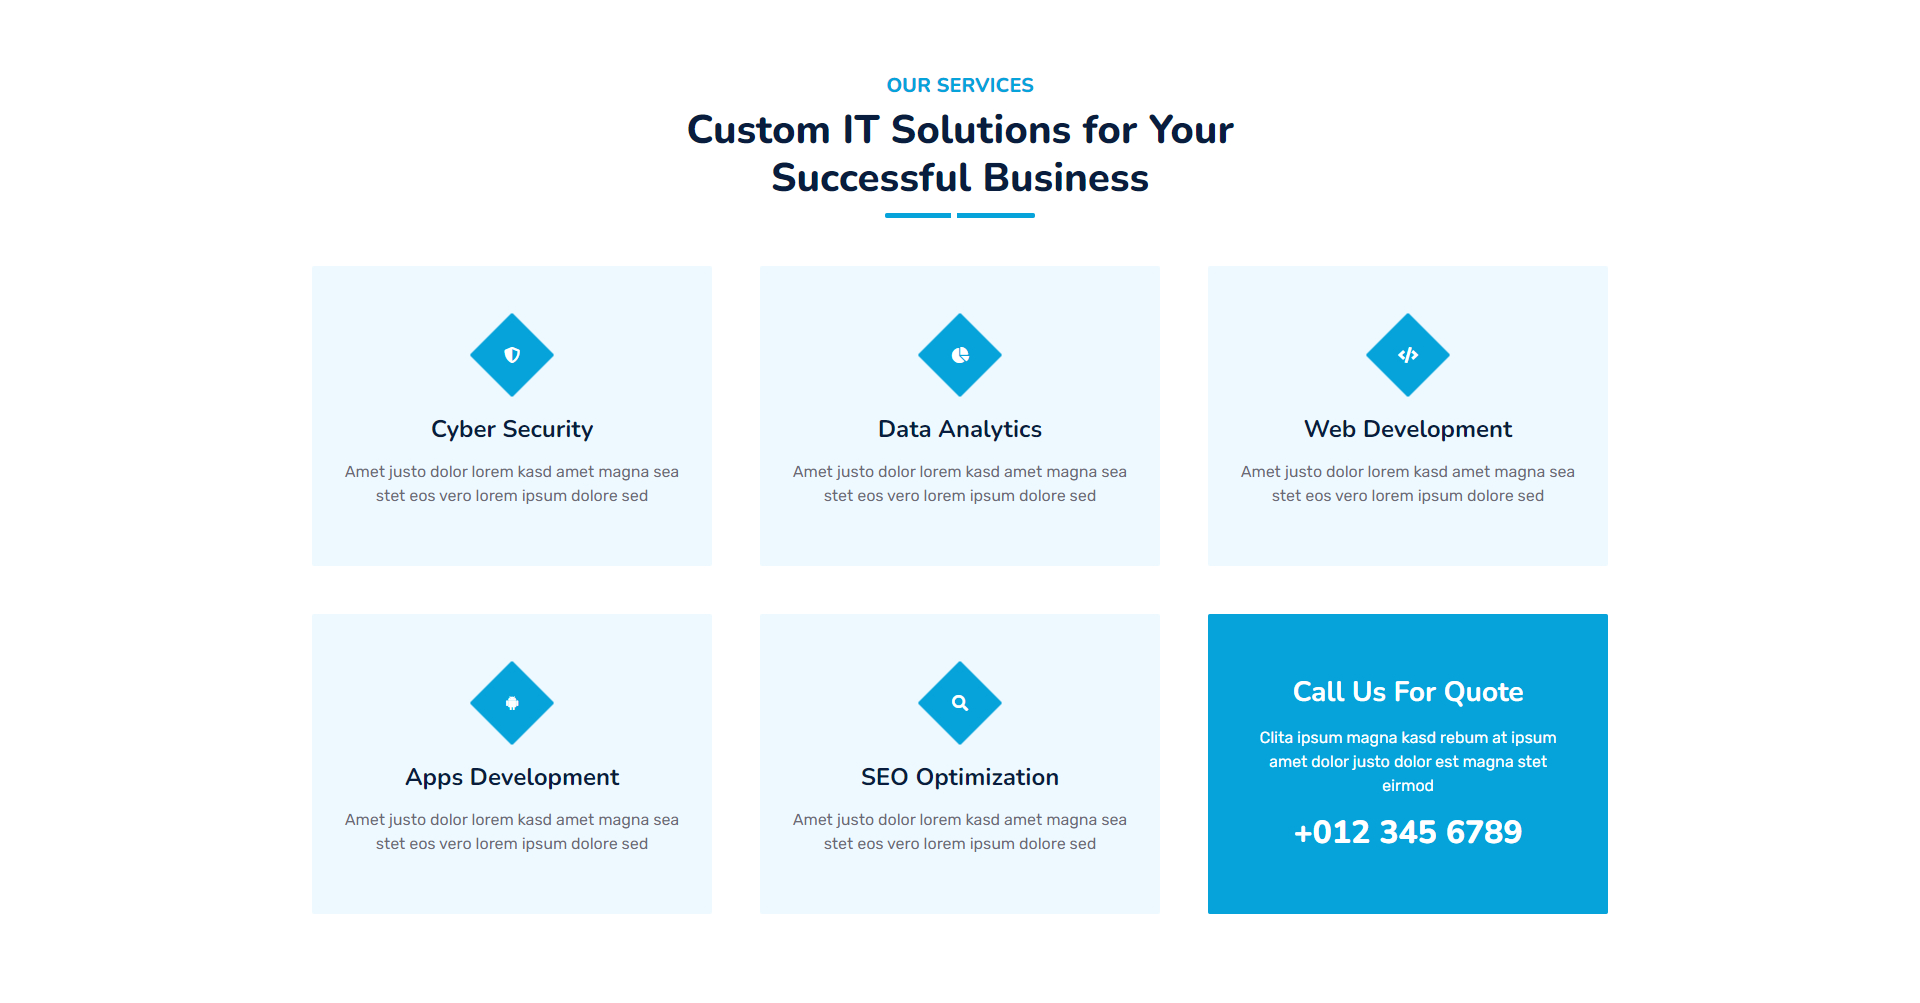 OUR SERVICES
Custom IT Solutions for Your
Successful Business
Cyber Security
Amet justo dolor lorem kasd amet magna sea
stet eos vero lorem ipsum dolore sed
Data Analytics
Amet justo dolor lorem kasd amet magna sea
stet eos vero lorem ipsum dolore sed
Web Development
Amet justo dolor lorem kasd amet magna sea
stet eos vero lorem ipsum dolore sed
Apps Development
Amet justo dolor lorem kasd amet magna sea
stet eos vero lorem ipsum dolore sed
SEO Optimization
Amet justo dolor lorem kasd amet magna sea
stet eos vero lorem ipsum dolore sed
Call Us For Quote
Clita ipsum magna kasd rebum at ipsum
amet dolor justo dolor est magna stet
eirmod
+012 345 6789